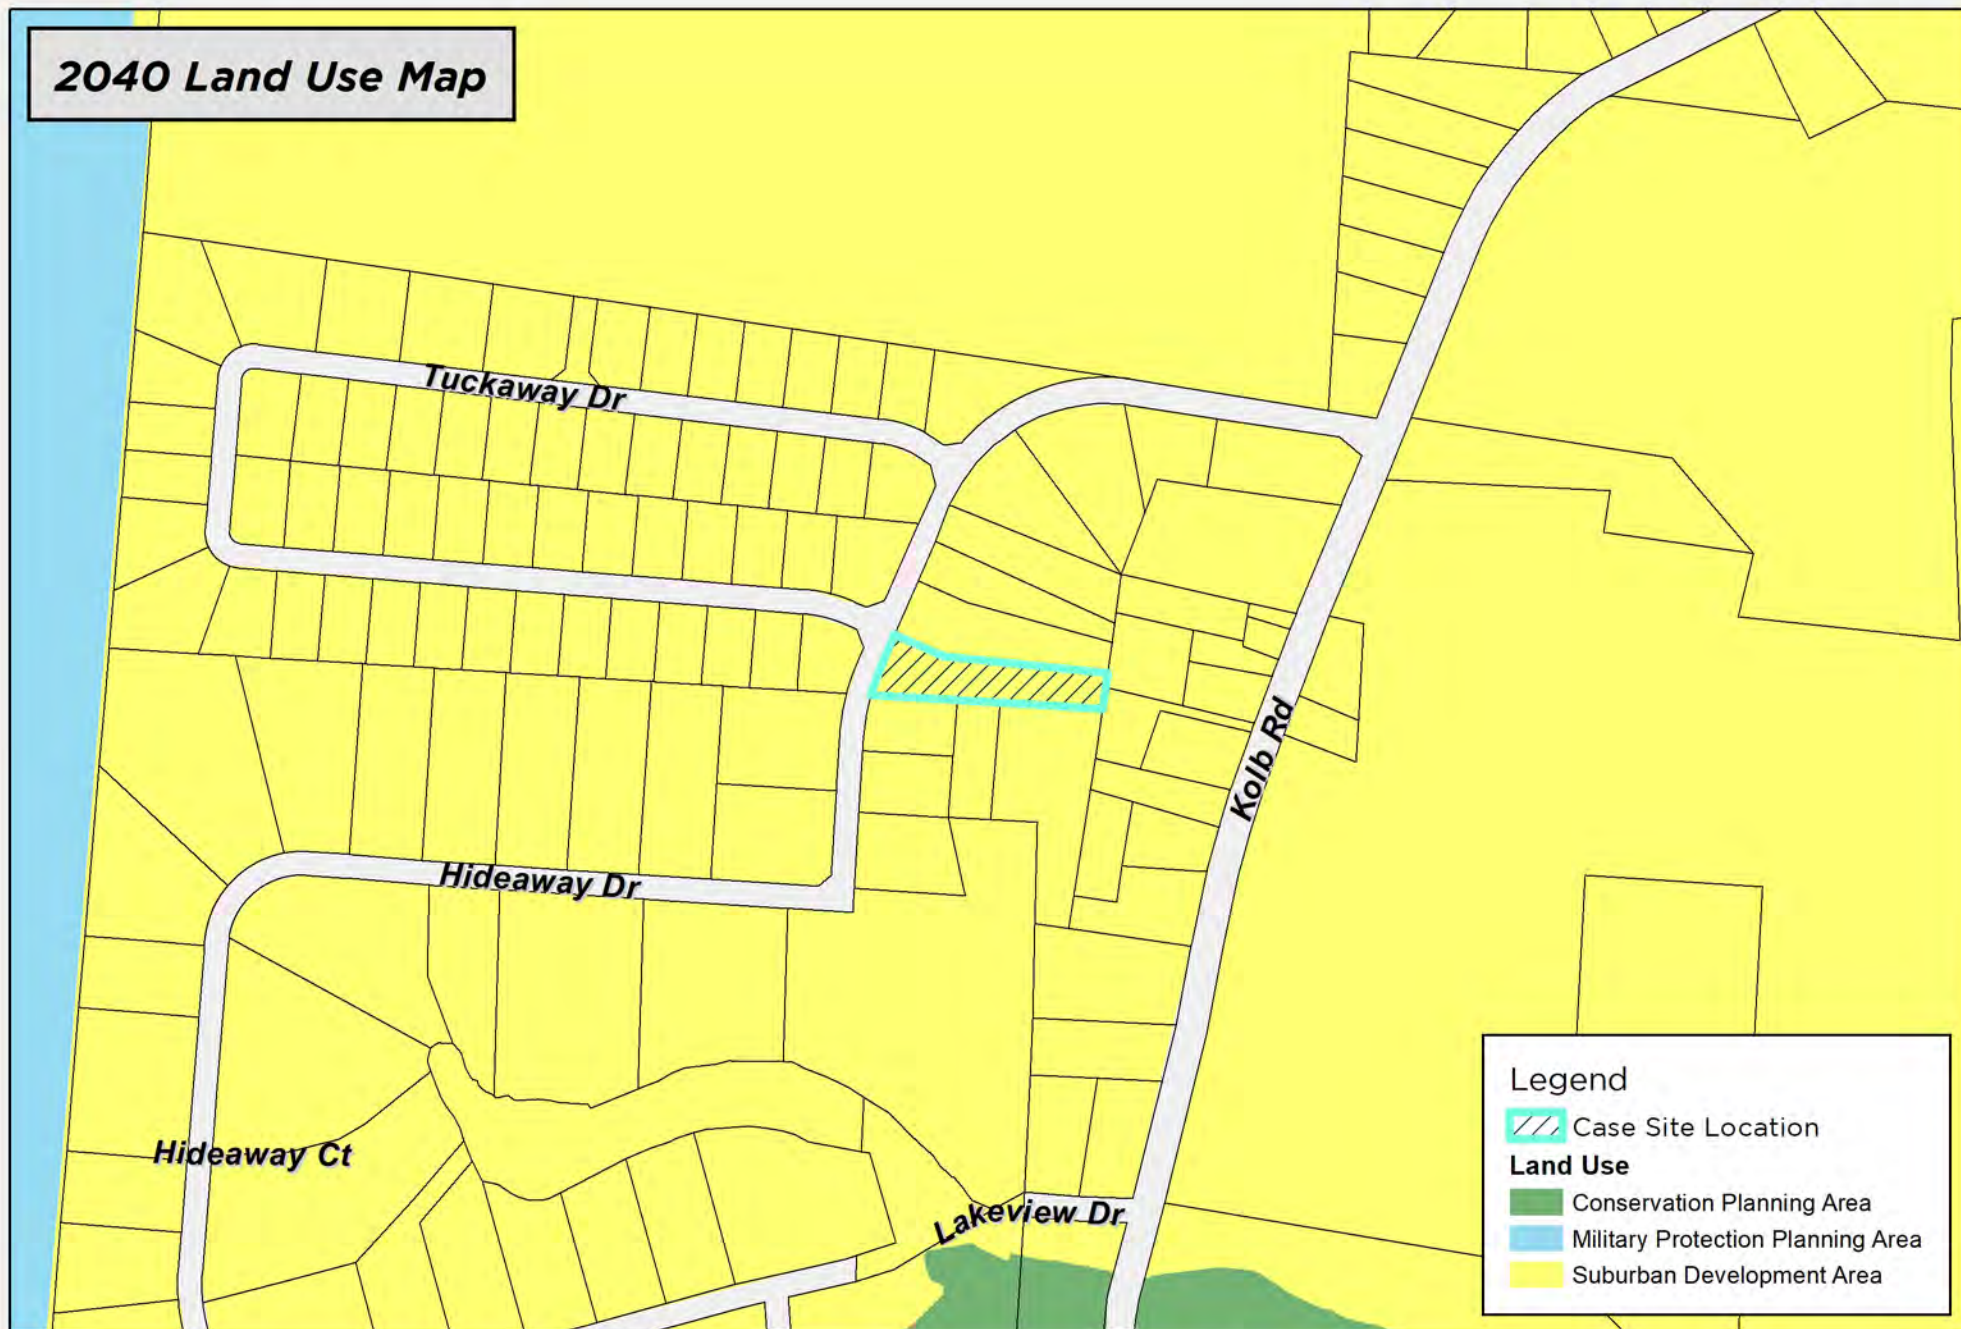 2040 Land Use Map
Tuckaway Dr
Kolb Rd
Hideaway Dr
Hideaway Ct
Lakeview Dr
Legend
Case Site Location
Land Use
Conservation Planning Area
Military Protection Planning Area
Suburban Development Area